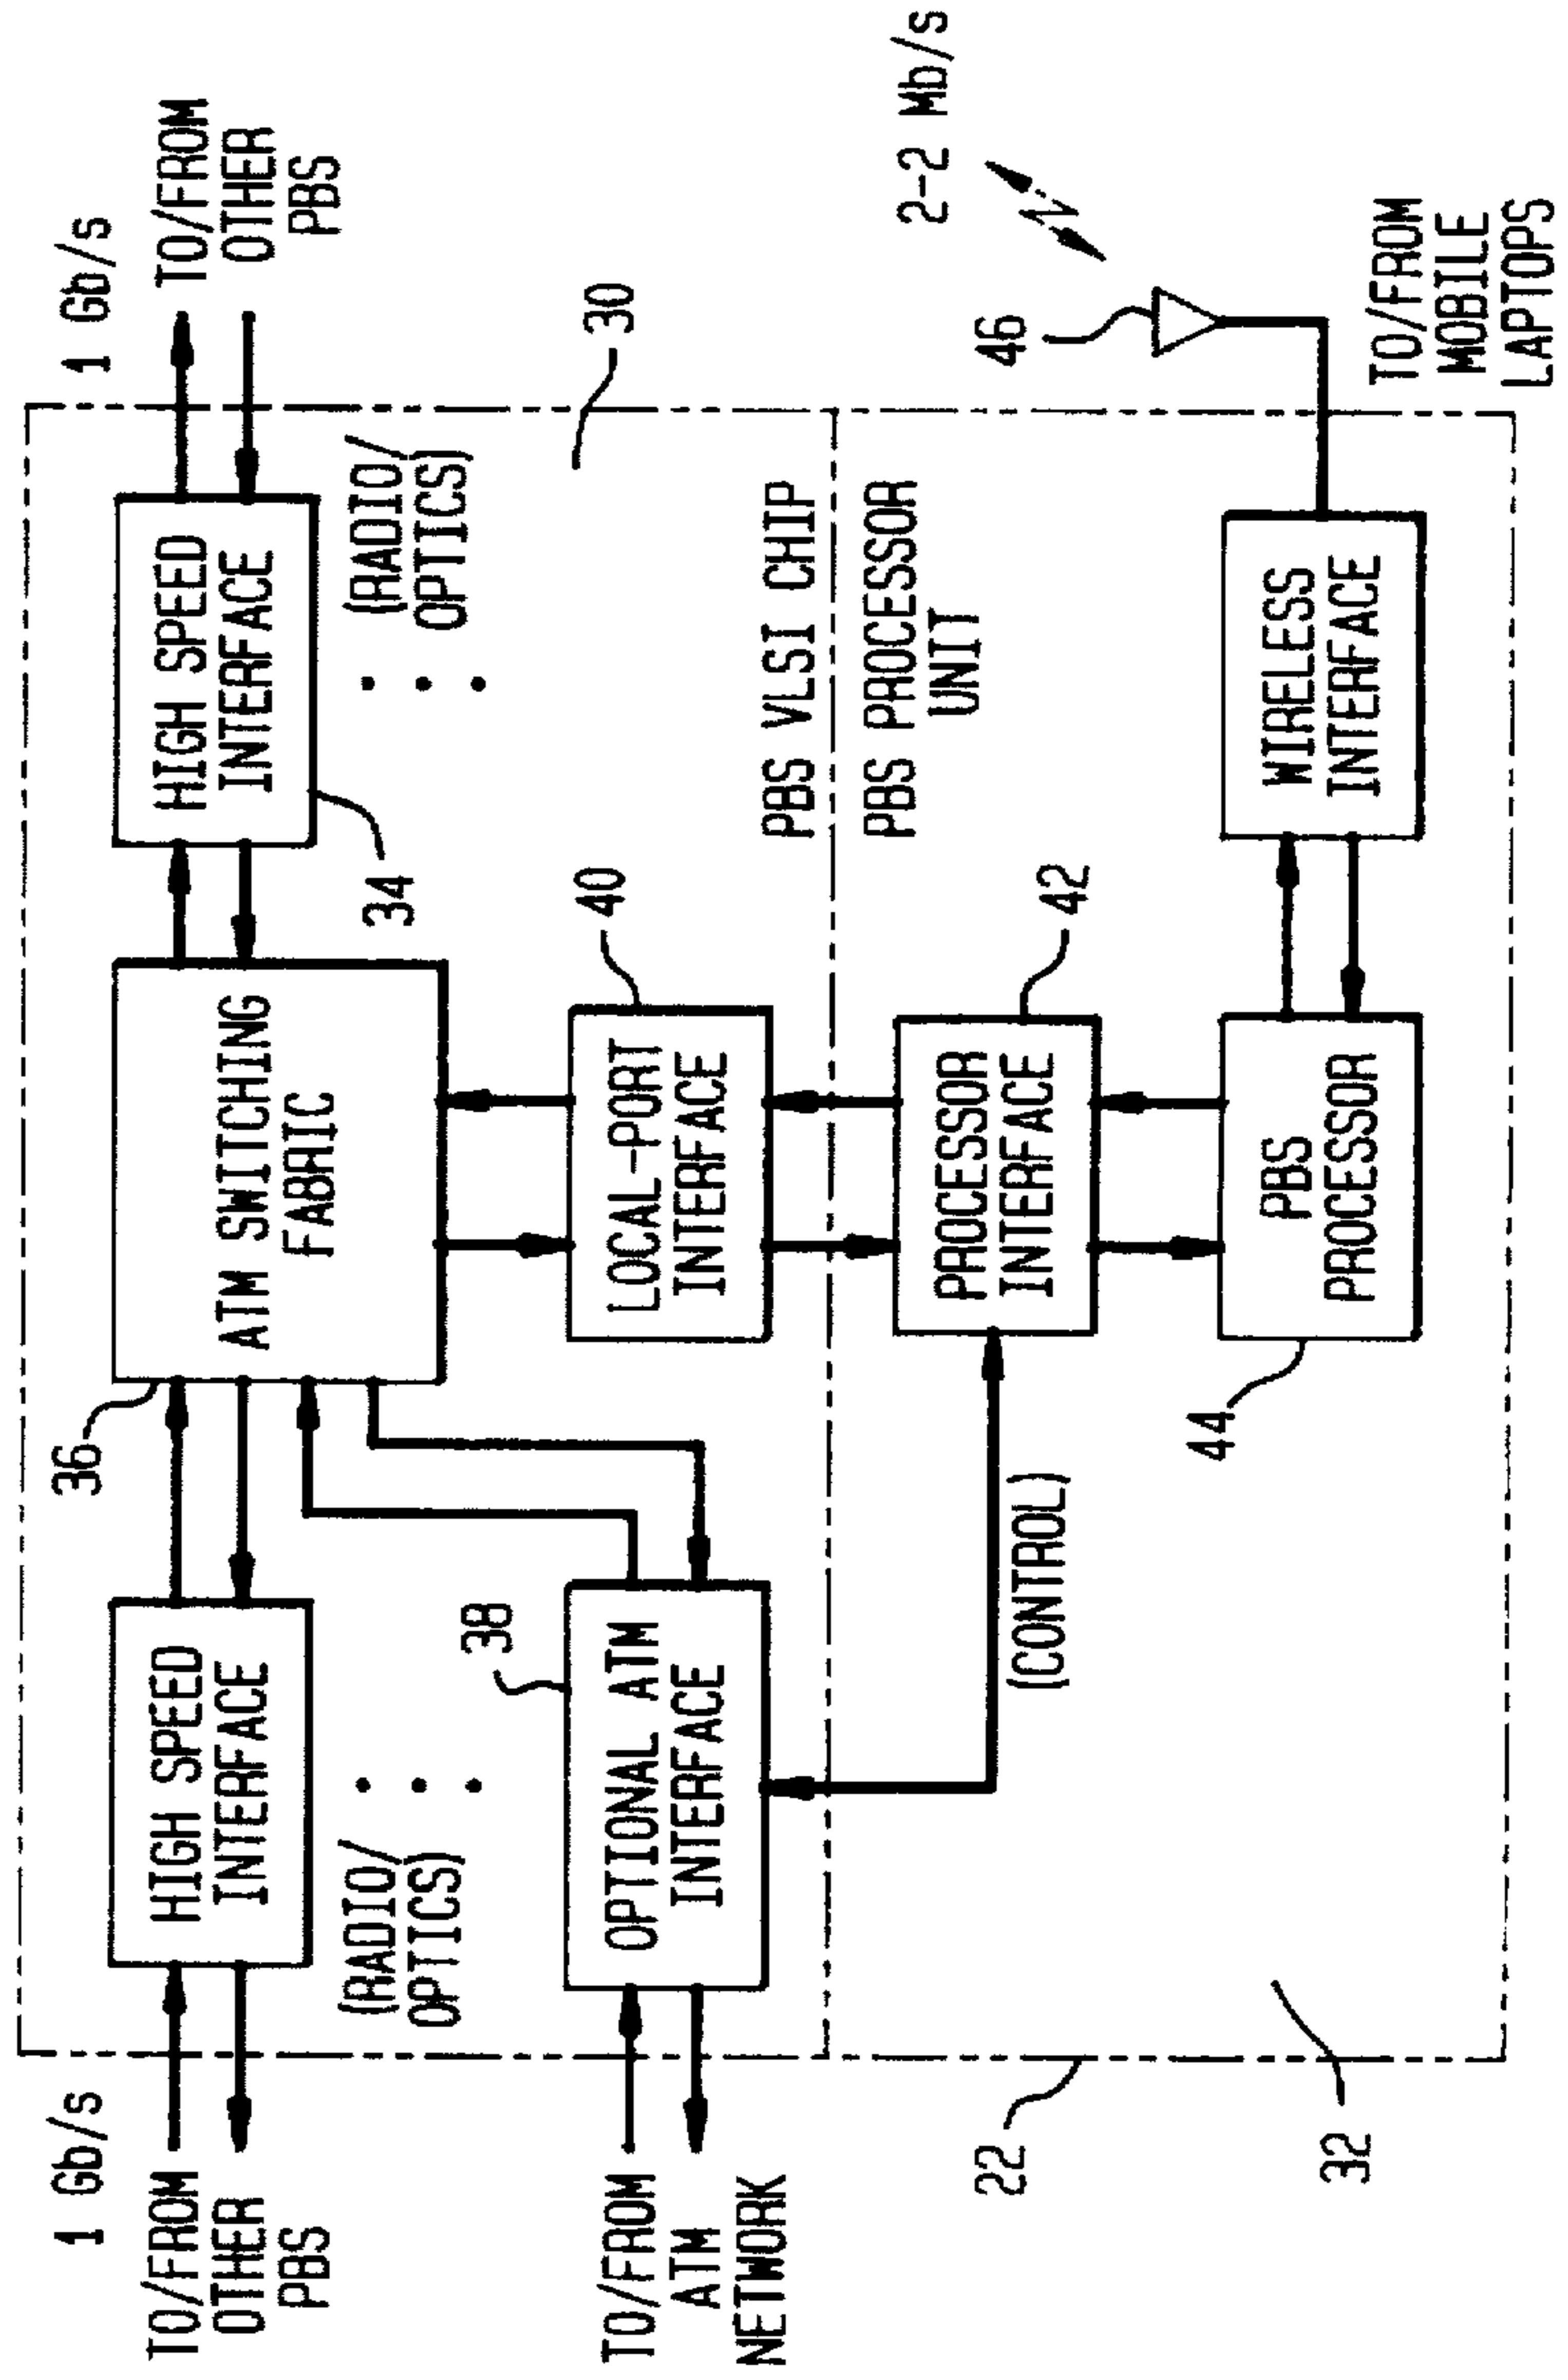 1 Gb/s
TO/FROM
OTHER
PBS
HIGH SPEED
INTERFACE
(RADIO/
OPTICS)
36
ATM SWITCHING
FABRIC
HIGH SPEED
INTERFACE
34
(RADIO/
OPTICS)
1 Gb/s
TO/FROM
OTHER
PBS
30
TO/FROM
ATM
NETWORK
38
OPTIONAL ATM
INTERFACE
40
LOCAL-PORT
INTERFACE
PBS VLSI CHIP
PBS PROCESSOR
UNIT
22
(CONTROL)
42
PROCESSOR
INTERFACE
46
2-2 Mb/s
32
44
PBS
PROCESSOR
WIRELESS
INTERFACE
TO/FROM
MOBILE
LAPTOPS